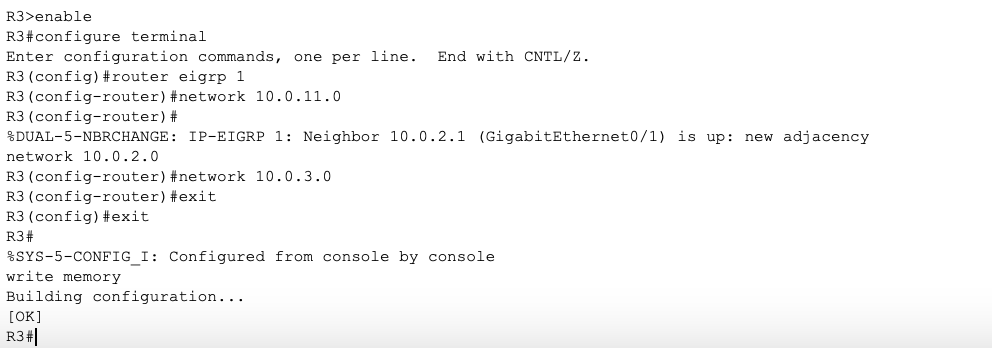 R3>enable
R3#configure terminal
Enter configuration commands, one per line.  End with CNTL/Z.
R3(config)#router eigrp 1
R3(config-router)#network 10.0.11.0
R3(config-router)#
%DUAL-5-NBRCHANGE: IP-EIGRP 1: Neighbor 10.0.2.1 (GigabitEthernet0/1) is up: new adjacency
network 10.0.2.0
R3(config-router)#network 10.0.3.0
R3(config-router)#exit
R3(config)#exit
R3#
%SYS-5-CONFIG_I: Configured from console by console
write memory
Building configuration...
[OK]
R3#